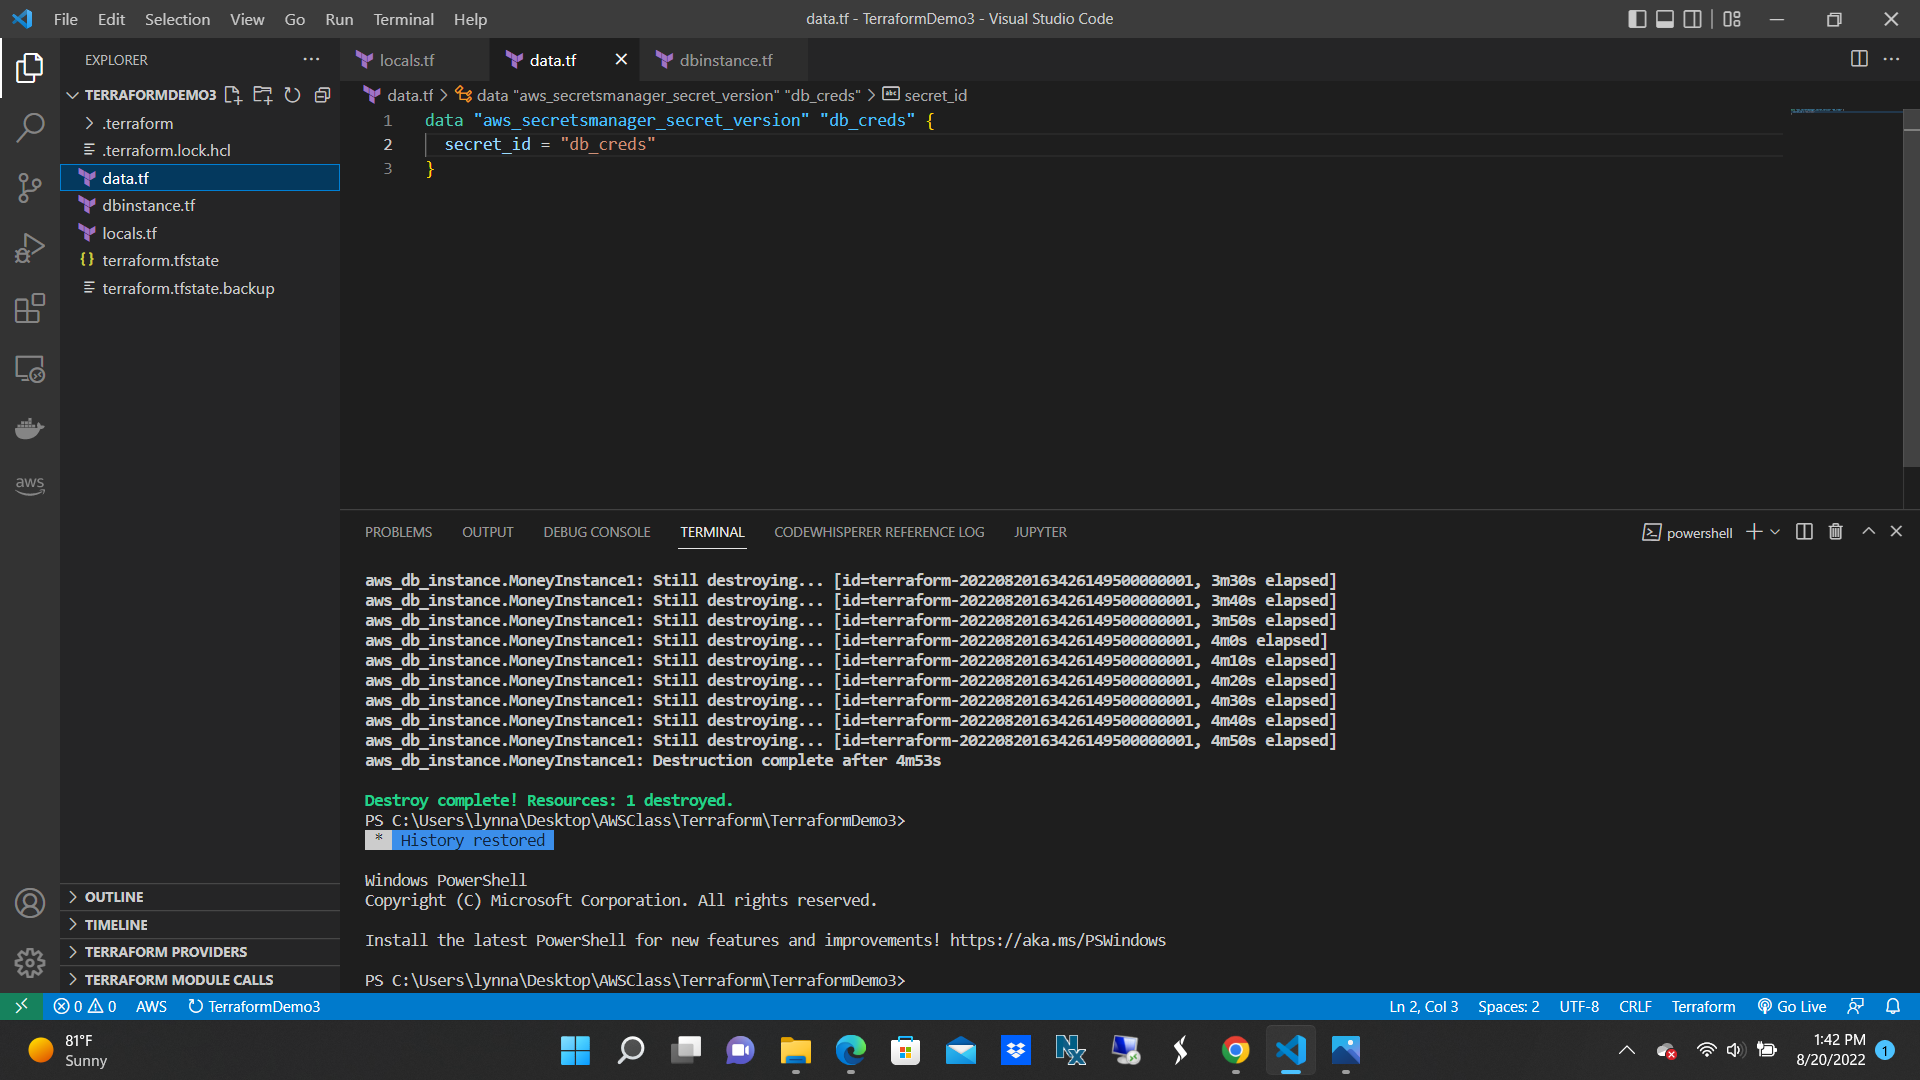 File Edit Selection View Go Run Terminal Help
data.tf - TerraformDemo3 - Visual Studio Code
EXPLORER
locals.tf
data.tf
dbinstance.tf
TERRAFORMDEMO3
data.tf > data "aws_secretsmanager_secret_version" "db_creds" > abc secret_id
.terraform
.terraform.lock.hcl
data.tf
dbinstance.tf
locals.tf
{} terraform.tfstate
terraform.tfstate.backup
aws
1 data "aws_secretsmanager_secret_version" "db_creds" {
2 secret_id = "db_creds"
3 }
PROBLEMS OUTPUT DEBUG CONSOLE TERMINAL CODEWHISPERER REFERENCE LOG JUPYTER
powershell
aws_db_instance.MoneyInstance1: Still destroying... [id=terraform-20220820163426149500000001, 3m30s elapsed]
aws_db_instance.MoneyInstance1: Still destroying... [id=terraform-20220820163426149500000001, 3m40s elapsed]
aws_db_instance.MoneyInstance1: Still destroying... [id=terraform-20220820163426149500000001, 3m50s elapsed]
aws_db_instance.MoneyInstance1: Still destroying... [id=terraform-20220820163426149500000001, 4m0s elapsed]
aws_db_instance.MoneyInstance1: Still destroying... [id=terraform-20220820163426149500000001, 4m10s elapsed]
aws_db_instance.MoneyInstance1: Still destroying... [id=terraform-20220820163426149500000001, 4m20s elapsed]
aws_db_instance.MoneyInstance1: Still destroying... [id=terraform-20220820163426149500000001, 4m30s elapsed]
aws_db_instance.MoneyInstance1: Still destroying... [id=terraform-20220820163426149500000001, 4m40s elapsed]
aws_db_instance.MoneyInstance1: Still destroying... [id=terraform-20220820163426149500000001, 4m50s elapsed]
aws_db_instance.MoneyInstance1: Destruction complete after 4m53s
Destroy complete! Resources: 1 destroyed.
PS C:\Users\lynna\Desktop\AWSClass\Terraform\TerraformDemo3>
* History restored
Windows PowerShell
Copyright (C) Microsoft Corporation. All rights reserved.
Install the latest PowerShell for new features and improvements! https://aka.ms/PSWindows
PS C:\Users\lynna\Desktop\AWSClass\Terraform\TerraformDemo3>
OUTLINE
TIMELINE
TERRAFORM PROVIDERS
TERRAFORM MODULE CALLS
0 0 AWS TerraformDemo3
Ln 2, Col 3 Spaces: 2 UTF-8 CRLF Terraform Go Live
81°F
Sunny
1:42 PM
8/20/2022
1